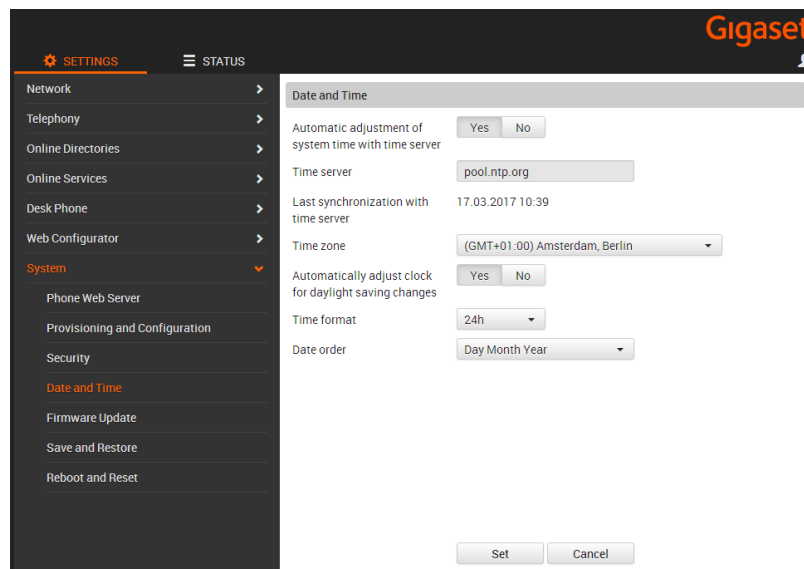 Gigaset
SETTINGS
STATUS
Network
Telephony
Online Directories
Online Services
Desk Phone
Web Configurator
System
Phone Web Server
Provisioning and Configuration
Security
Date and Time
Firmware Update
Save and Restore
Reboot and Reset
Date and Time
Automatic adjustment of
system time with time server
Yes No
Time server
pool.ntp.org
Last synchronization with
time server
17.03.2017 10:39
Time zone
(GMT+01:00) Amsterdam, Berlin
Automatically adjust clock
for daylight saving changes
Yes No
Time format
24h
Date order
Day Month Year
Set Cancel